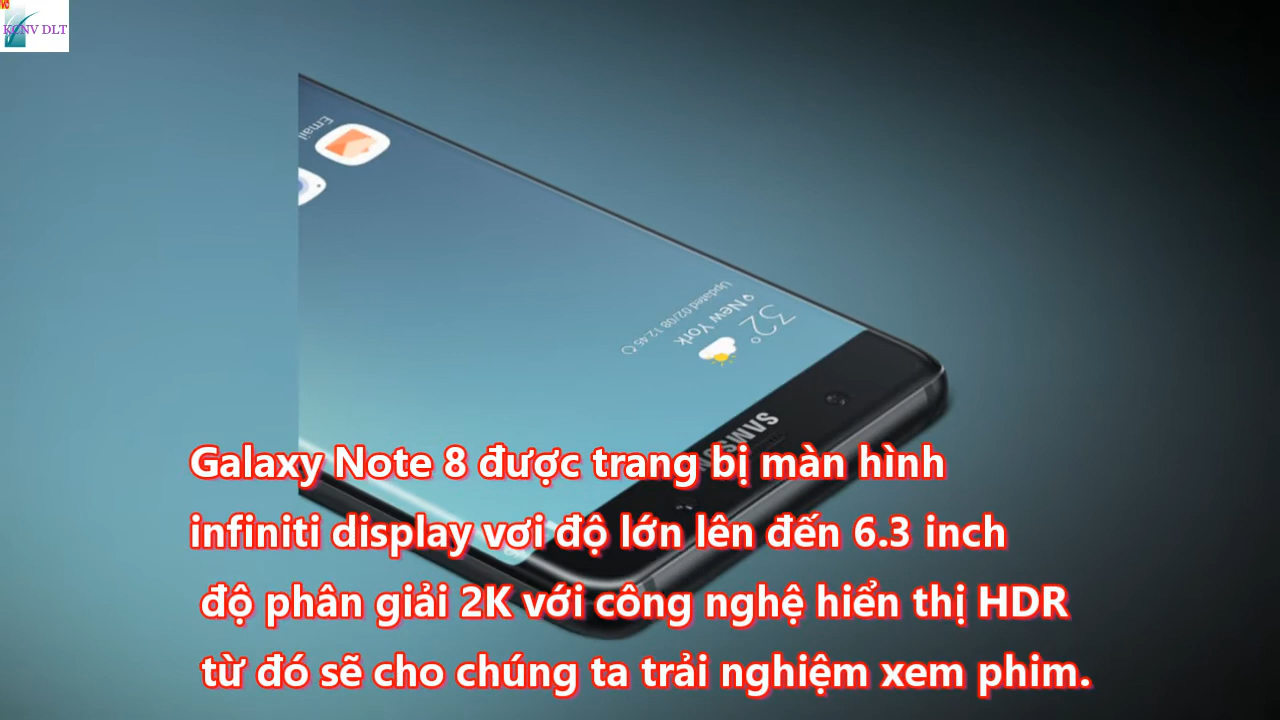 VC
KCNV DLT
Email
32°
New York
Updated 02/08 12:45
SAMSUNG
Galaxy Note 8 được trang bị màn hình
infiniti display vơi độ lớn lên đến 6.3 inch
độ phân giải 2K với công nghệ hiển thị HDR
từ đó sẽ cho chúng ta trải nghiệm xem phim.